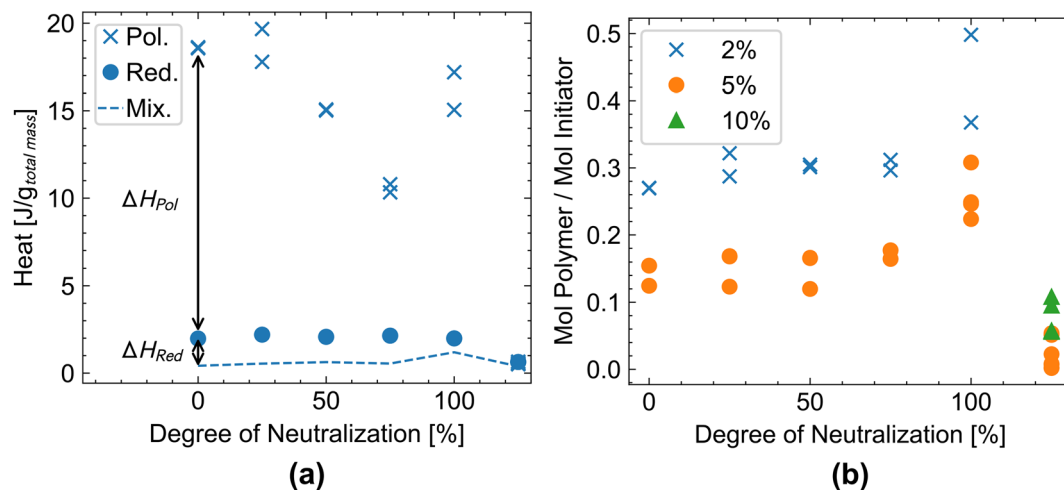 20
15
10
5
0
Heat [J/g_total mass]
Pol.
Red.
Mix.
ΔH_Pol
ΔH_Red
0
50
100
Degree of Neutralization [%]
(a)
0.5
0.4
0.3
0.2
0.1
0.0
Mol Polymer / Mol Initiator
2%
5%
10%
0
50
100
Degree of Neutralization [%]
(b)